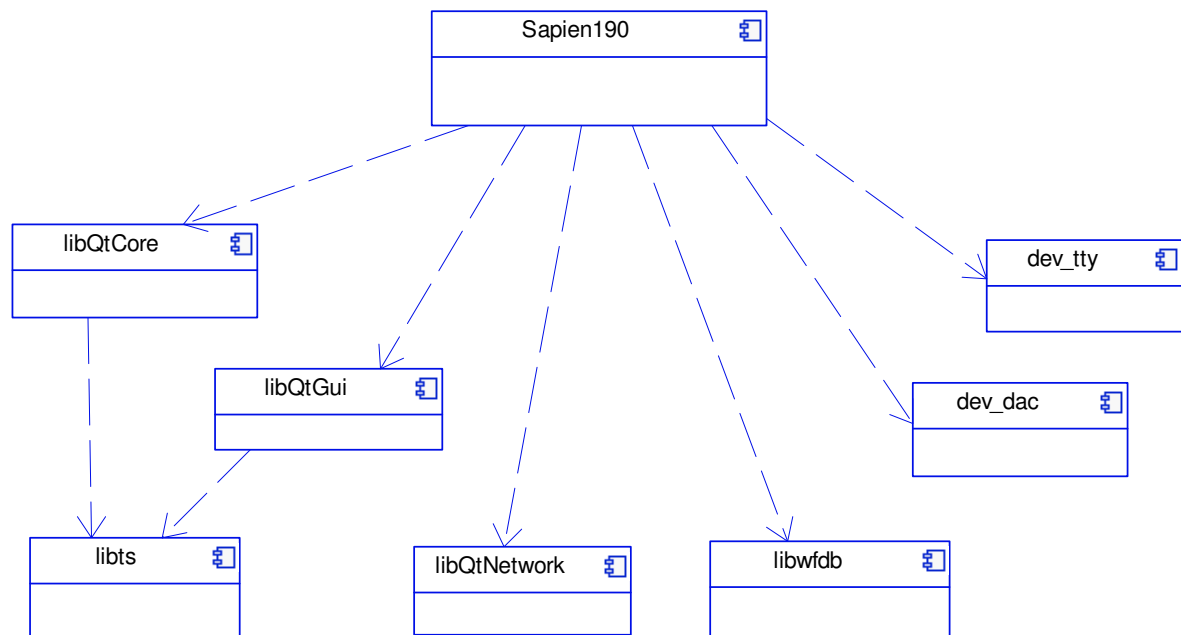 Sapien190
libQtCore
dev_tty
libQtGui
dev_dac
libts
libQtNetwork
libwfdb